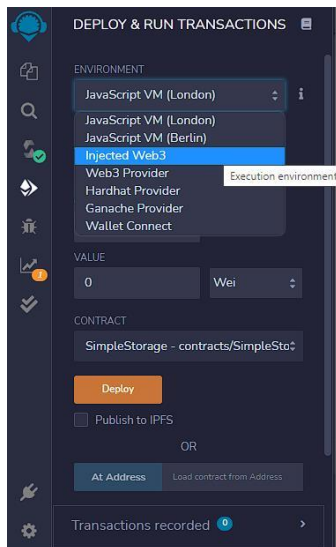 DEPLOY & RUN TRANSACTIONS
ENVIRONMENT
JavaScript VM (London)
i
JavaScript VM (London)
JavaScript VM (Berlin)
Injected Web3
Web3 Provider
Execution environment
Hardhat Provider
Ganache Provider
Wallet Connect
VALUE
0 Wei
1
CONTRACT
SimpleStorage - contracts/SimpleSto
Deploy
Publish to IPFS
OR
At Address Load contract from Address
Transactions recorded 0